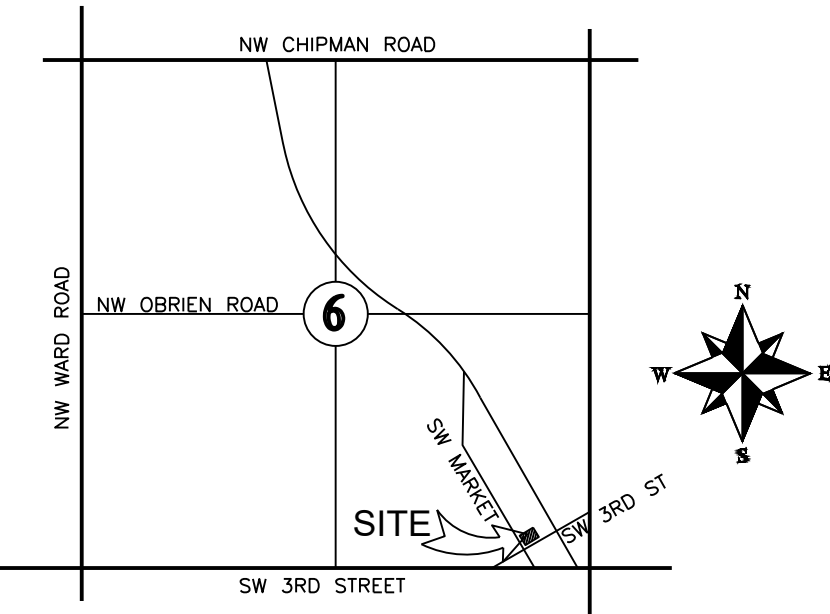 NW CHIPMAN ROAD
N
NW WARD ROAD
NW OBRIEN ROAD
6
W
E
S
SW MARKET
SITE
SW 3RD ST
SW 3RD STREET